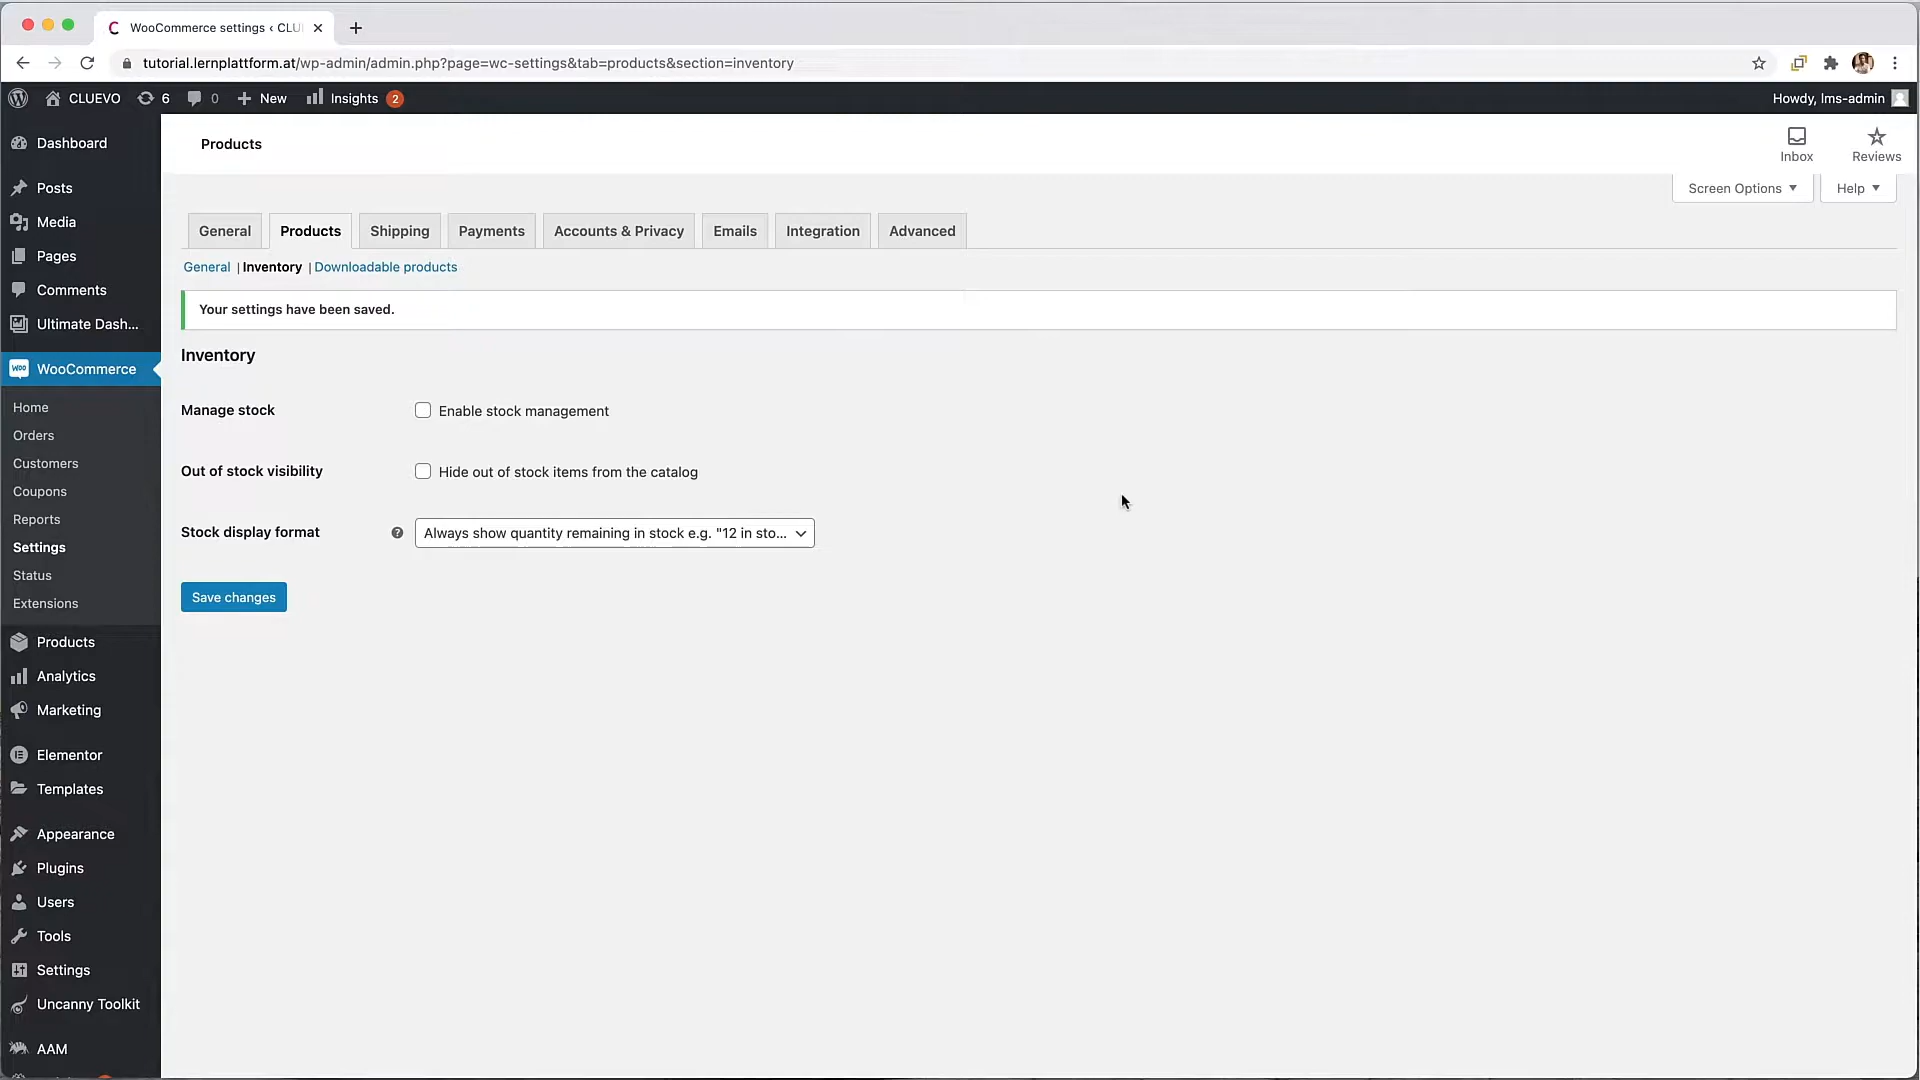 WooCommerce settings ‹ CLU
tutorial.lernplattform.at/wp-admin/admin.php?page=wc-settings&tab=products&section=inventory
CLUEVO 6 0 New Insights 2 Howdy, lms-admin
Dashboard
Posts
Media
Pages
Comments
Ultimate Dash...
WooCommerce
Home
Orders
Customers
Coupons
Reports
Settings
Status
Extensions
Products
Analytics
Marketing
Elementor
Templates
Appearance
Plugins
Users
Tools
Settings
Uncanny Toolkit
AAM
Products
Inbox Reviews
Screen Options Help
General Products Shipping Payments Accounts & Privacy Emails Integration Advanced
General | Inventory | Downloadable products
Your settings have been saved.
Inventory
Manage stock Enable stock management
Out of stock visibility Hide out of stock items from the catalog
Stock display format Always show quantity remaining in stock e.g. "12 in sto...
Save changes